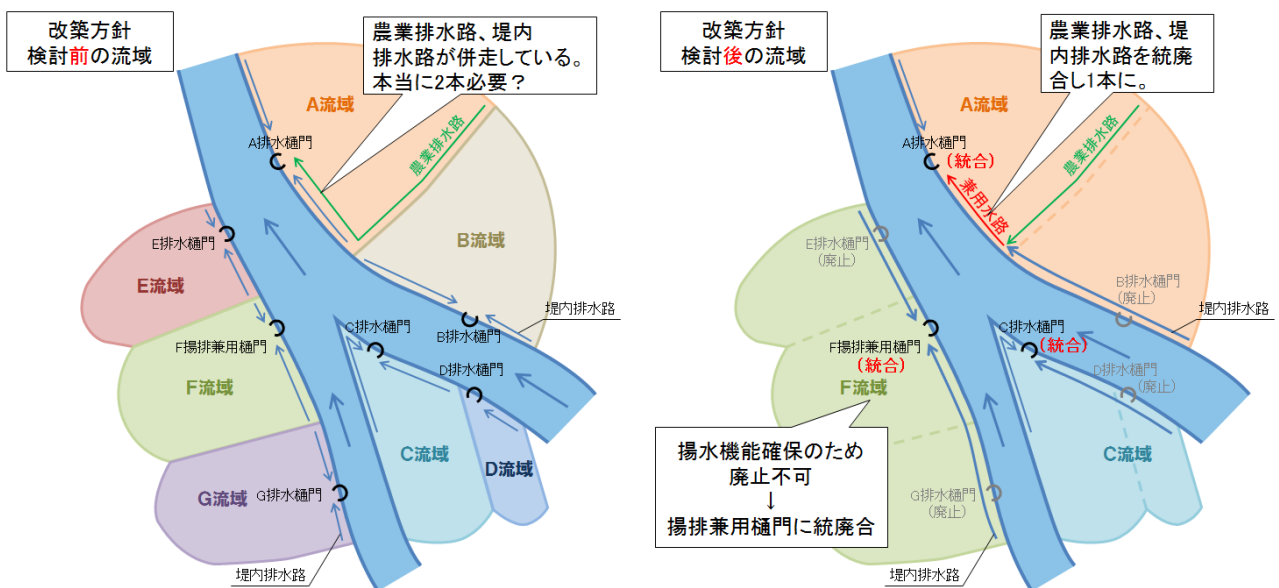 改築方針
検討前の流域
農業排水路、堤内
排水路が併走している。
本当に2本必要？
A流域
A排水樋門
農業排水路
B流域
E排水樋門
E流域
B排水樋門
堤内排水路
C排水樋門
F揚排兼用樋門
D排水樋門
F流域
C流域
D流域
G排水樋門
G流域
堤内排水路
改築方針
検討後の流域
農業排水路、堤
内排水路を統廃
合し1本に。
A流域
A排水樋門
(統合)
農業排水路
兼用水路
E排水樋門
(廃止)
B排水樋門
(廃止)
堤内排水路
C排水樋門
(統合)
F揚排兼用樋門
(統合)
D排水樋門
(廃止)
F流域
C流域
揚水機能確保のため
廃止不可
↓
揚排兼用樋門に統廃合
G排水樋門
(廃止)
堤内排水路